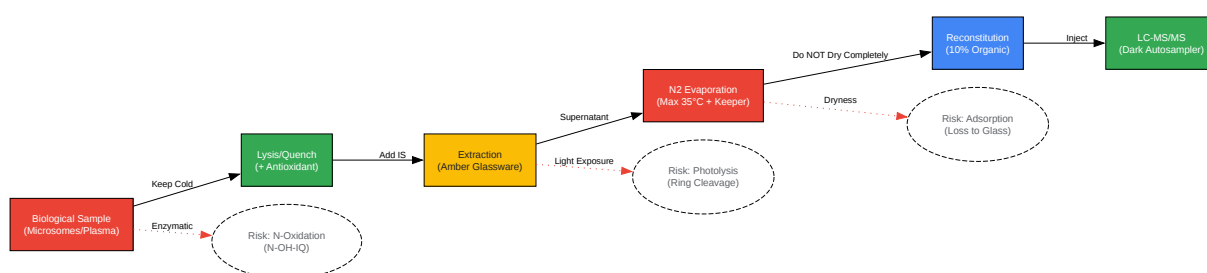 Biological Sample
(Microsomes/Plasma)
Keep Cold
Enzymatic
Risk: N-Oxidation
(N-OH-IQ)
Lysis/Quench
(+ Antioxidant)
Add IS
Extraction
(Amber Glassware)
Supernatant
Light Exposure
Risk: Photolysis
(Ring Cleavage)
N2 Evaporation
(Max 35°C + Keeper)
Do NOT Dry Completely
Dryness
Risk: Adsorption
(Loss to Glass)
Reconstitution
(10% Organic)
Inject
LC-MS/MS
(Dark Autosampler)